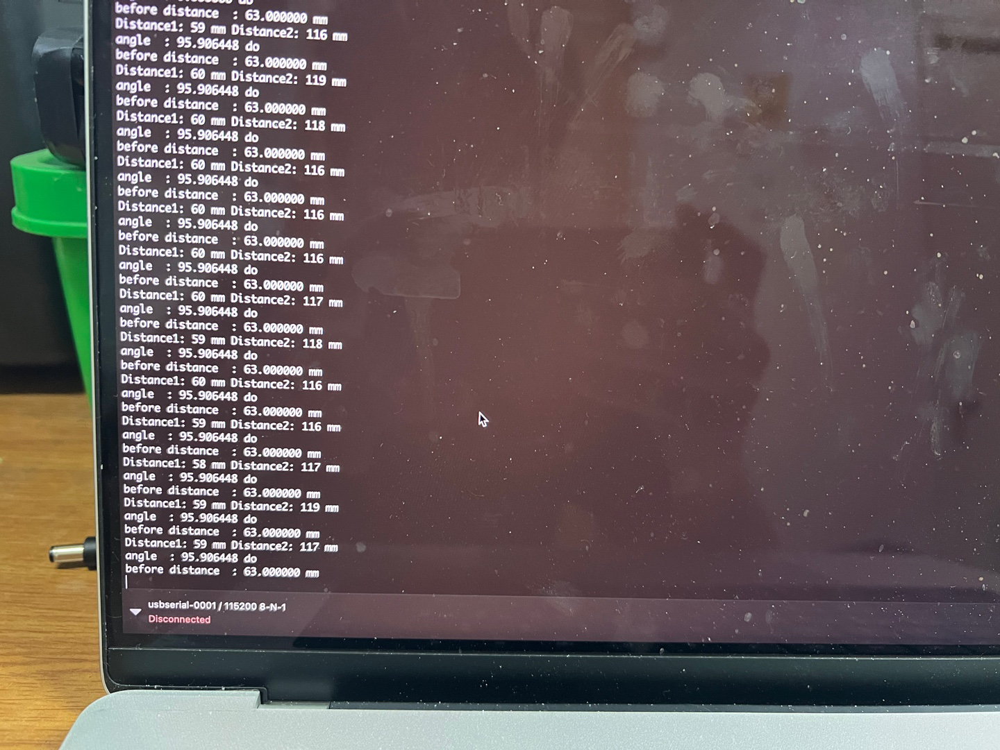 before distance  : 63.000000 mm
Distance1: 59 mm Distance2: 116 mm
angle  : 95.906448 do
before distance  : 63.000000 mm
Distance1: 60 mm Distance2: 119 mm
angle  : 95.906448 do
before distance  : 63.000000 mm
Distance1: 60 mm Distance2: 118 mm
angle  : 95.906448 do
before distance  : 63.000000 mm
Distance1: 60 mm Distance2: 116 mm
angle  : 95.906448 do
before distance  : 63.000000 mm
Distance1: 60 mm Distance2: 116 mm
angle  : 95.906448 do
before distance  : 63.000000 mm
Distance1: 60 mm Distance2: 116 mm
angle  : 95.906448 do
before distance  : 63.000000 mm
Distance1: 60 mm Distance2: 117 mm
angle  : 95.906448 do
before distance  : 63.000000 mm
Distance1: 59 mm Distance2: 118 mm
angle  : 95.906448 do
before distance  : 63.000000 mm
Distance1: 60 mm Distance2: 116 mm
angle  : 95.906448 do
before distance  : 63.000000 mm
Distance1: 59 mm Distance2: 116 mm
angle  : 95.906448 do
before distance  : 63.000000 mm
Distance1: 58 mm Distance2: 117 mm
angle  : 95.906448 do
before distance  : 63.000000 mm
Distance1: 59 mm Distance2: 119 mm
angle  : 95.906448 do
before distance  : 63.000000 mm
Distance1: 59 mm Distance2: 117 mm
angle  : 95.906448 do
before distance  : 63.000000 mm
usbserial-0001 / 115200 8-N-1
Disconnected